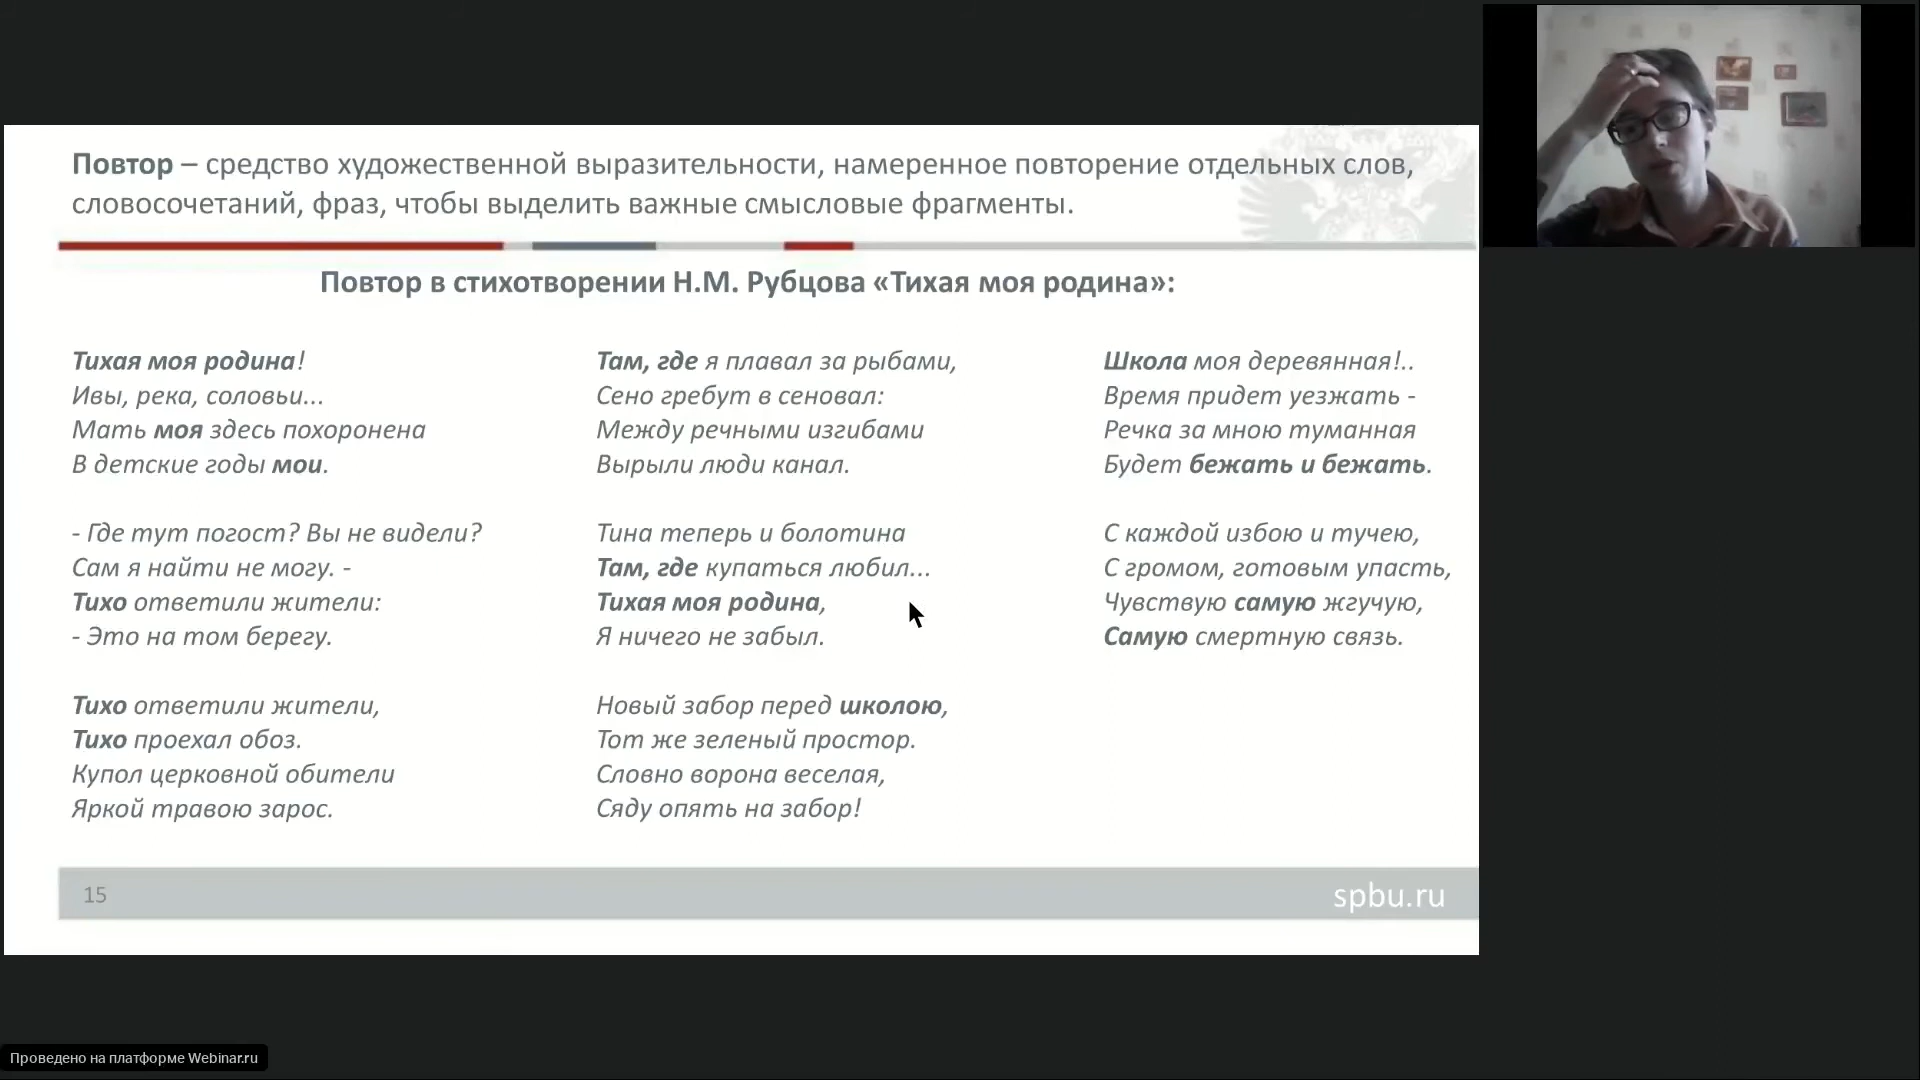 Повтор – средство художественной выразительности, намеренное повторение отдельных слов,
словосочетаний, фраз, чтобы выделить важные смысловые фрагменты.
Повтор в стихотворении Н.М. Рубцова «Тихая моя родина»:
Тихая моя родина!
Ивы, река, соловьи...
Мать моя здесь похоронена
В детские годы мои.
- Где тут погост? Вы не видели?
Сам я найти не могу. -
Тихо ответили жители:
- Это на том берегу.
Тихо ответили жители,
Тихо проехал обоз.
Купол церковной обители
Яркой травою зарос.
Там, где я плавал за рыбами,
Сено гребут в сеновал:
Между речными изгибами
Вырыли люди канал.
Тина теперь и болотина
Там, где купаться любил...
Тихая моя родина,
Я ничего не забыл.
Новый забор перед школою,
Тот же зеленый простор.
Словно ворона веселая,
Сяду опять на забор!
Школа моя деревянная!..
Время придет уезжать -
Речка за мною туманная
Будет бежать и бежать.
С каждой избою и тучею,
С громом, готовым упасть,
Чувствую самую жгучую,
Самую смертную связь.
15
spbu.ru
Проведено на платформе Webinar.ru